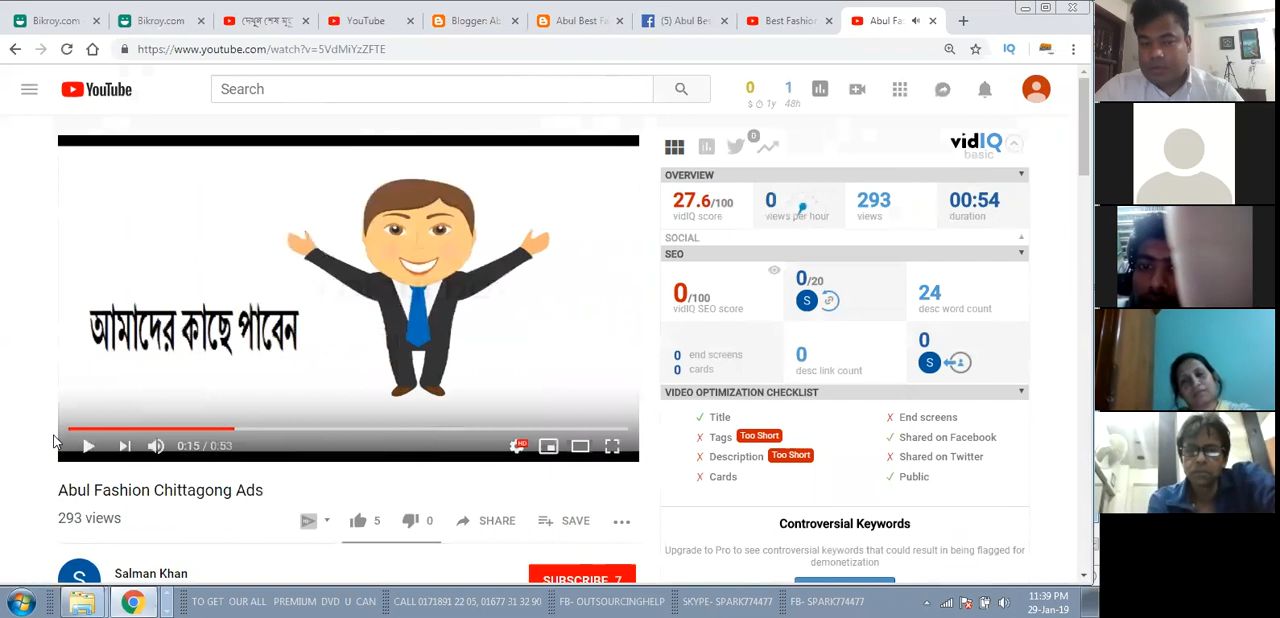 Bikroy.com
Bikroy.com
দেখুন শেষ মু
YouTube
Blogger: Ab
Abul Best Fa
(5) Abul Be
Best Fashion
Abul Fa
https://www.youtube.com/watch?v=5VdMiYzZFTE
IQ
YouTube
Search
0
1
$ 1y
48h
0
vidIQ
basic
OVERVIEW
27.6/100
0
293
00:54
vidIQ score
views per hour
views
duration
SOCIAL
SEO
0/100
0/20
24
S
vidIQ SEO score
desc word count
0 end screens
0
0
0 cards
desc link count
S
VIDEO OPTIMIZATION CHECKLIST
✓ Title
✗ End screens
✗ Tags Too Short
✓ Shared on Facebook
✗ Description Too Short
✗ Shared on Twitter
✗ Cards
✓ Public
Controversial Keywords
Upgrade to Pro to see controversial keywords that could result in being flagged for
demonetization
আমাদের কাছে পাবেন
0:15 / 0:53
HD
Abul Fashion Chittagong Ads
293 views
5
0
SHARE
SAVE
S
Salman Khan
SUBSCRIBE 7
TO GET OUR ALL PREMIUM DVD U CAN
CALL 0171891 22 05, 01677 31 32 90
FB- OUTSOURCINGHELP
SKYPE- SPARK774477
FB- SPARK774477
11:39 PM
29-Jan-19